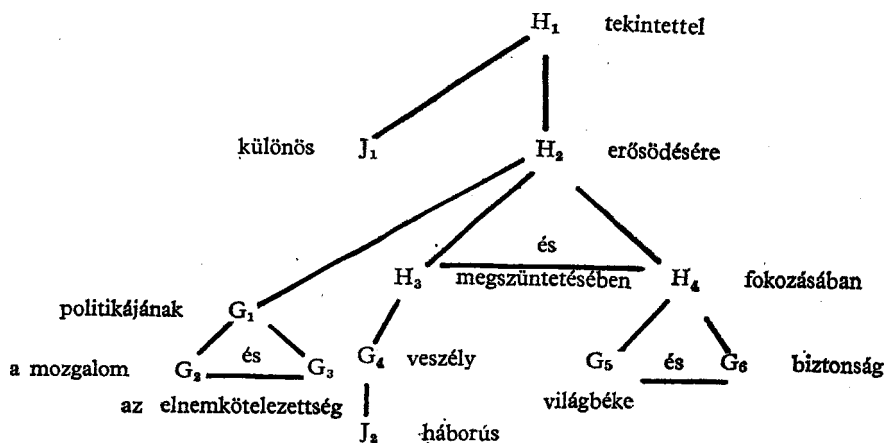 H₁ tekintettel
különös J₁ H₂ erősödésére
és
H₃ megszüntetésében H₄ fokozásában
politikájának G₁
és G₄ veszély G₅ és G₆ biztonság
a mozgalom G₂ G₃
az elnemkötelezettség világbéke
J₂ háborús